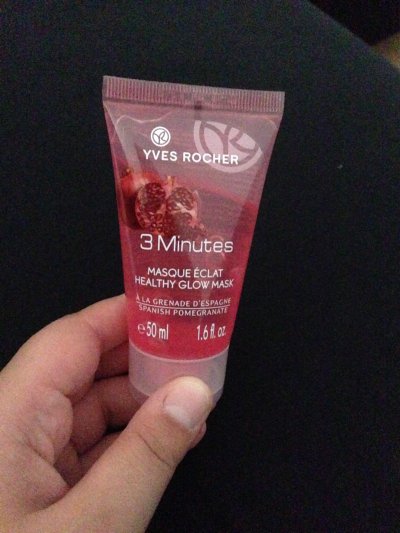 YVES ROCHER
3 Minutes
MASQUE ÉCLAT
HEALTHY GLOW MASK
À LA GRENADE D'ESPAGNE
SPANISH POMEGRANATE
℮50 ml 1.6 fl. oz.